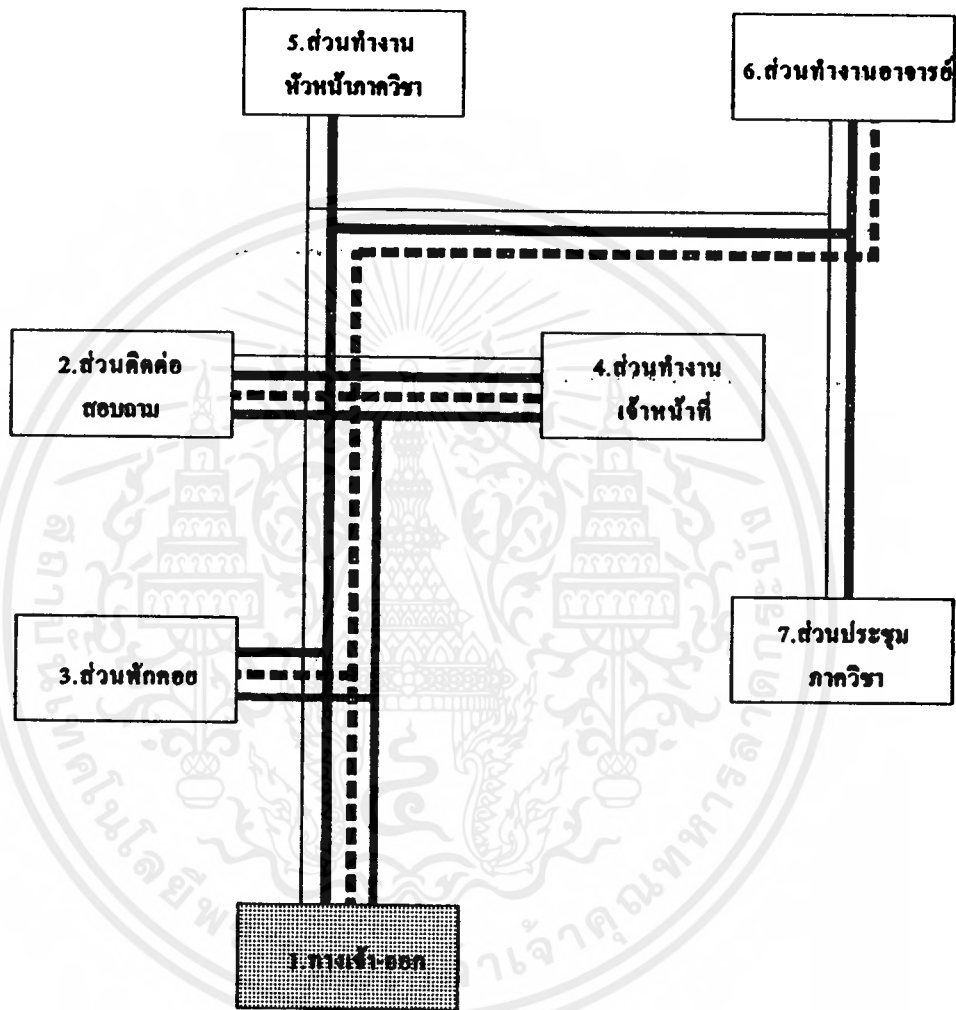 5.ส่วนทำงาน
หัวหน้าภาควิชา
6.ส่วนทำงานอาจารย์
2.ส่วนติดต่อ
สอบถาม
4.ส่วนทำงาน
เจ้าหน้าที่
3.ส่วนพักคอย
7.ส่วนประชุม
ภาควิชา
1.ทางเข้า-ออก